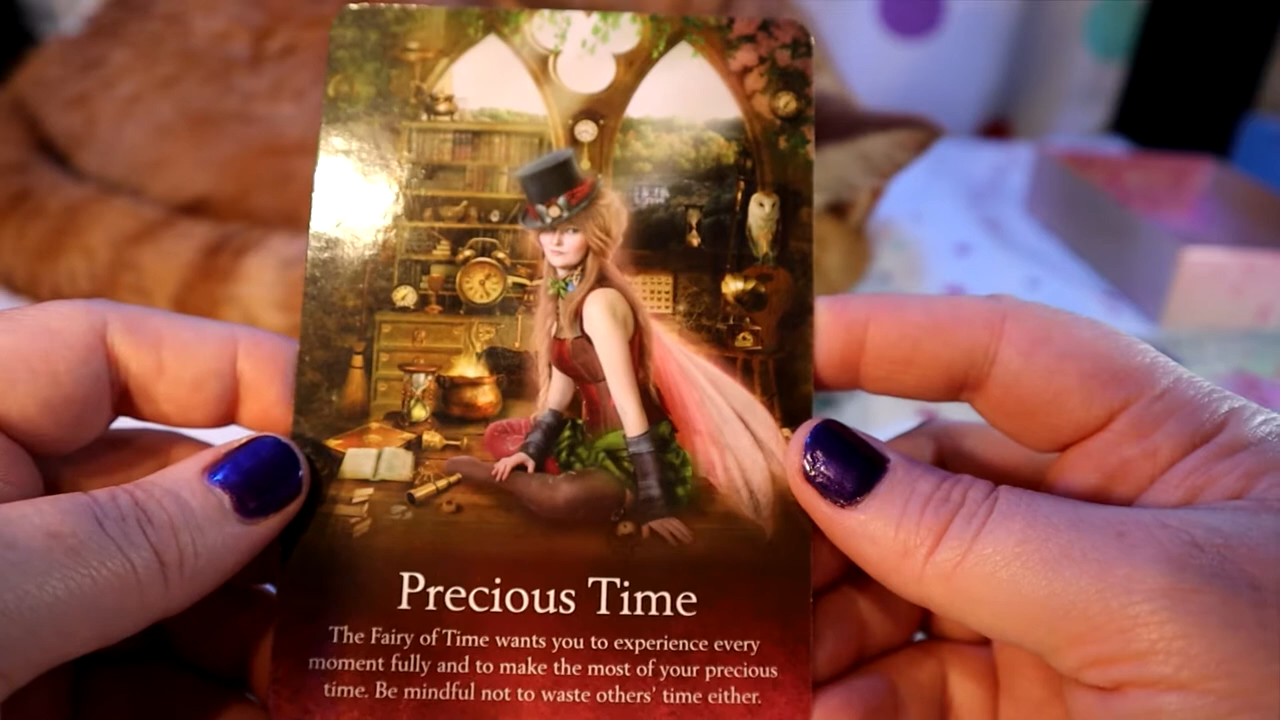 Precious Time
The Fairy of Time wants you to experience every
moment fully and to make the most of your precious
time. Be mindful not to waste others' time either.